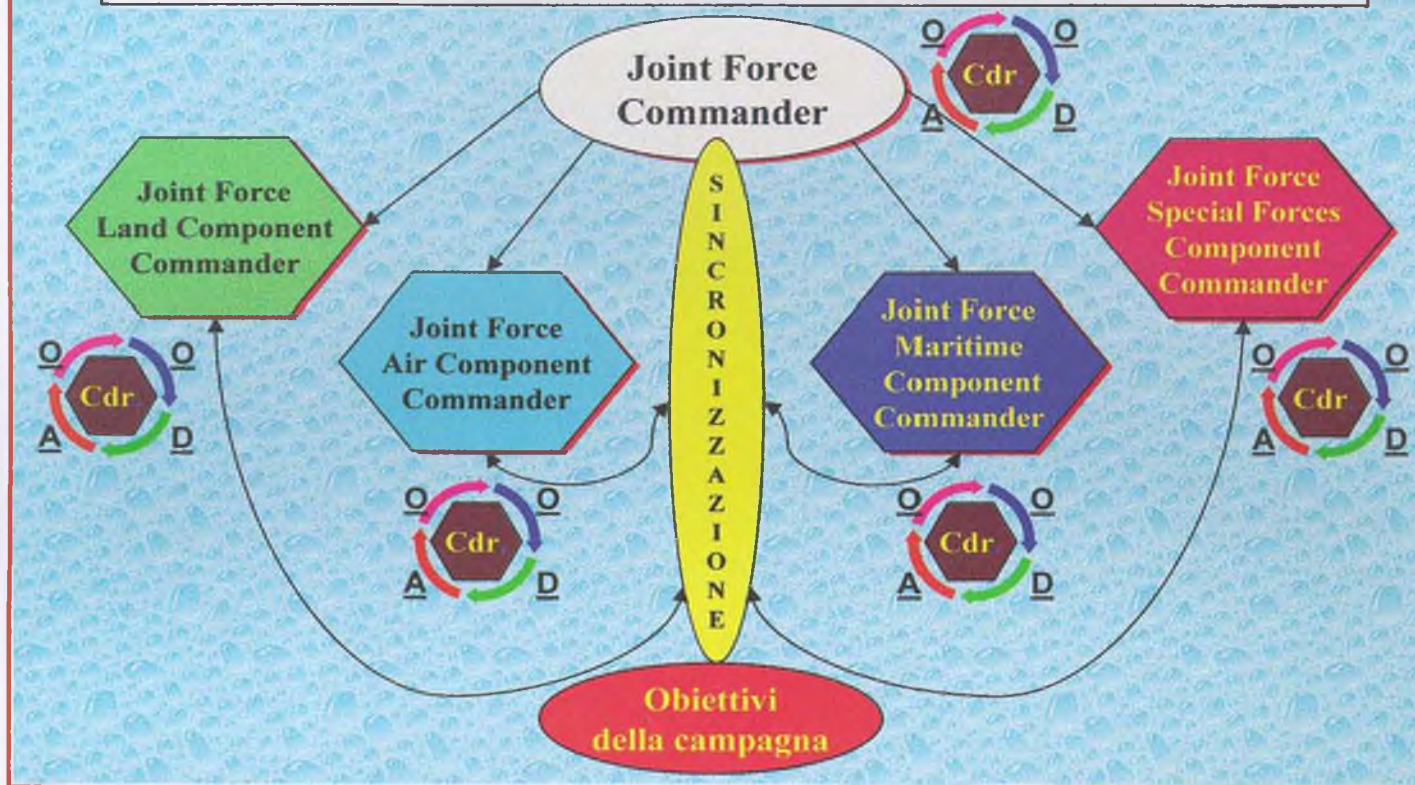 Joint Force
Commander
O
O
Cdr
A
D
Joint Force
Land Component
Commander
Joint Force
Special Forces
Component
Commander
SINCRONIZZAZIONE
Joint Force
Air Component
Commander
Joint Force
Maritime
Component
Commander
O
O
Cdr
A
D
O
O
Cdr
A
D
O
O
Cdr
A
D
O
O
Cdr
A
D
Obiettivi
della campagna